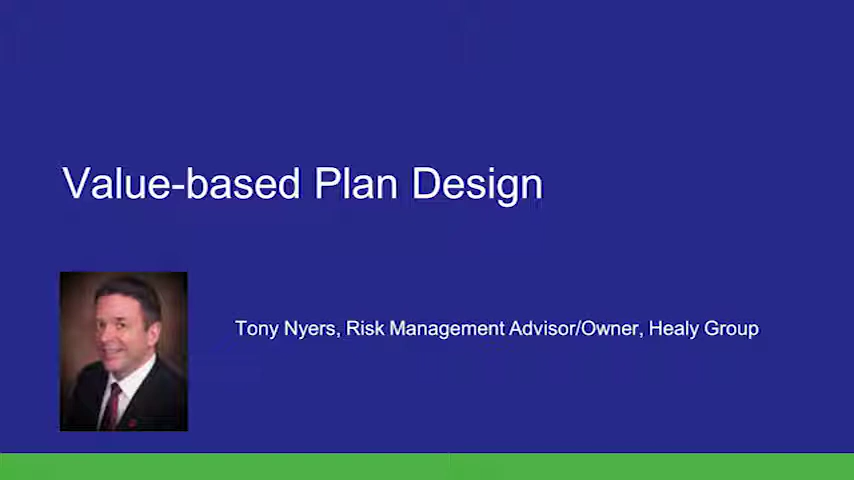 Value-based Plan Design
Tony Nyers, Risk Management Advisor/Owner, Healy Group